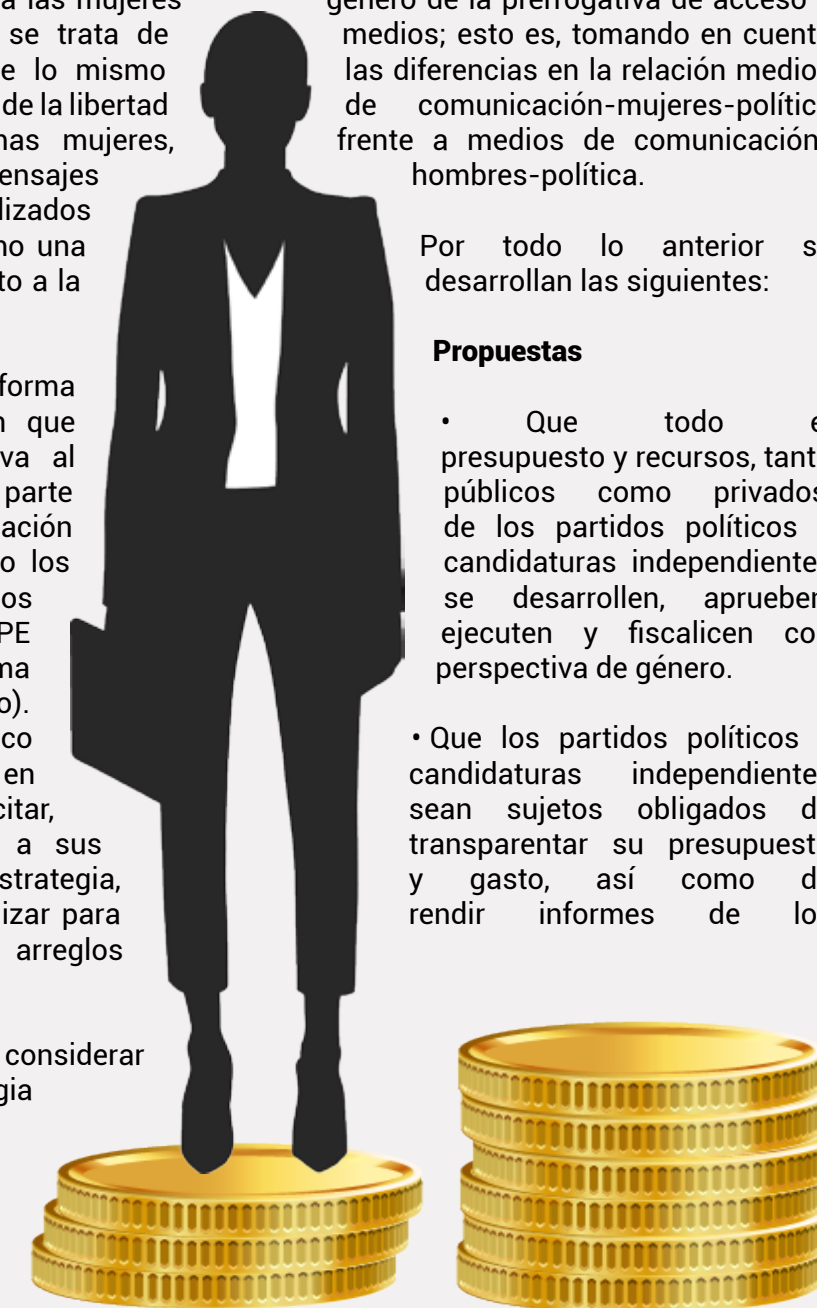 a las mujeres
se trata de
e lo mismo
de la libertad
nas mujeres,
ensajes
lizados
no una
to a la
forma
n que
va al
parte
ación
o los
os
PE
ma
o).
co
en
citar,
a sus
strategia,
izar para
arreglos
considerar
gia
género de la prerrogativa de acceso
medios; esto es, tomando en cuent
las diferencias en la relación medio
de comunicación-mujeres-polític
frente a medios de comunicación
hombres-política.
Por todo lo anterior s
desarrollan las siguientes:
Propuestas
• Que todo e
presupuesto y recursos, tant
públicos como privados
de los partidos políticos
candidaturas independiente
se desarrollen, aprueben
ejecuten y fiscalicen co
perspectiva de género.
• Que los partidos políticos
candidaturas independiente
sean sujetos obligados d
transparentar su presupuest
y gasto, así como d
rendir informes de lo